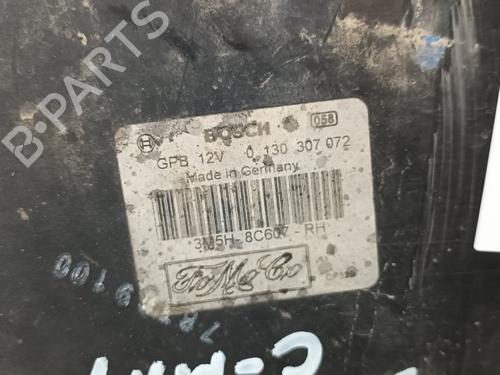 B-PARTS
BOSCH 058
GPB 12V 0 130 307 072
Made in Germany
3M5H-8C607-RH
FoMoCo